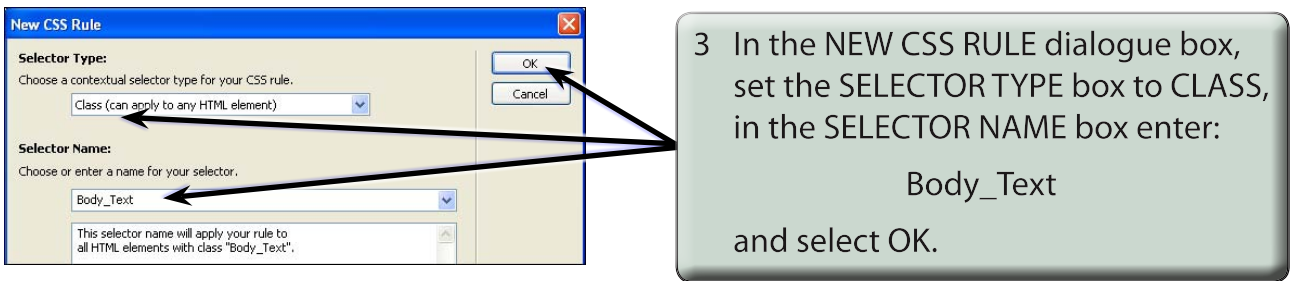 New CSS Rule
Selector Type:
Choose a contextual selector type for your CSS rule.
Class (can apply to any HTML element)
Selector Name:
Choose or enter a name for your selector.
Body_Text
This selector name will apply your rule to
all HTML elements with class "Body_Text".
OK
Cancel
3 In the NEW CSS RULE dialogue box,
set the SELECTOR TYPE box to CLASS,
in the SELECTOR NAME box enter:
Body_Text
and select OK.